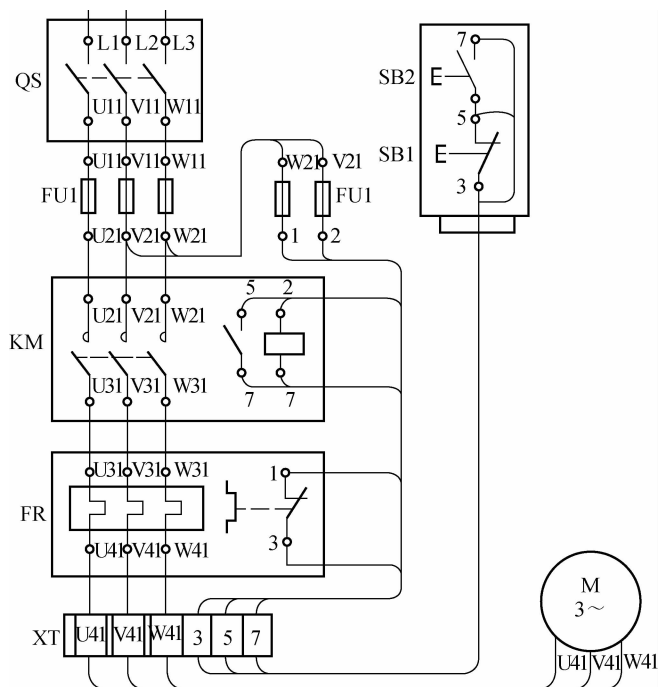 L1 L2 L3
QS
U11 V11 W11
U11 V11 W11
FU1
U21 V21 W21
W21 V21
FU1
1 2
7
SB2
5
SB1
3
KM
U21 V21 W21
5 2
U31 V31 W31
7 7
FR
U31 V31 W31
1
3
U41 V41 W41
XT
U41 V41 W41 3 5 7
M
3～
U41 V41 W41